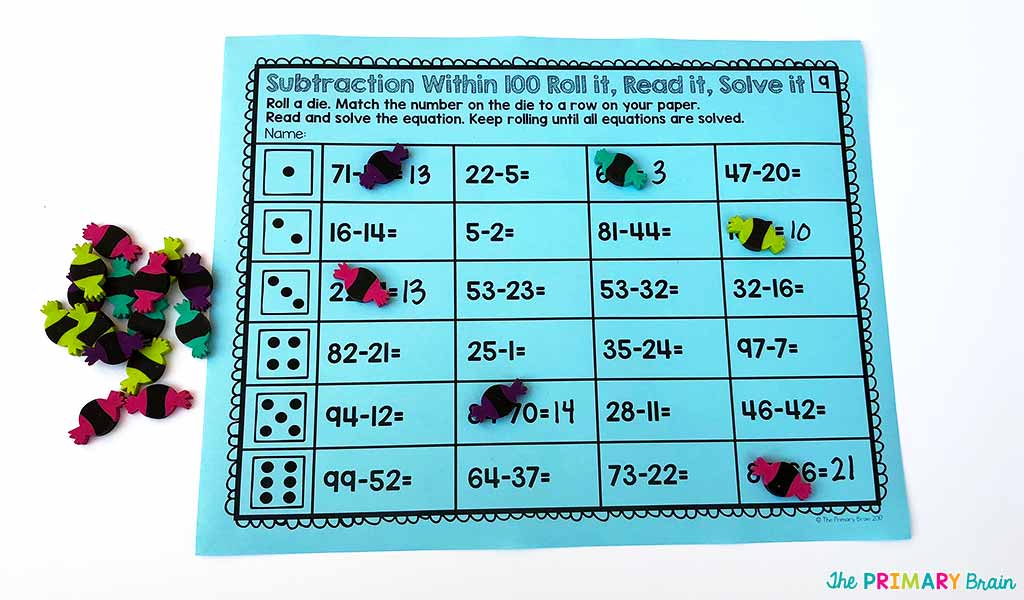 Subtraction Within 100 Roll it, Read it, Solve it 9
Roll a die. Match the number on the die to a row on your paper.
Read and solve the equation. Keep rolling until all equations are solved.
Name:
71- = 13 22-5= 3 47-20=
16-14= 5-2= 81-44= =10
=13 53-23= 53-32= 32-16=
82-21= 25-1= 35-24= 97-7=
94-12= 70=14 28-11= 46-42=
99-52= 64-37= 73-22= 6=21
© The Primary Brain 2017
The PRIMARY Brain